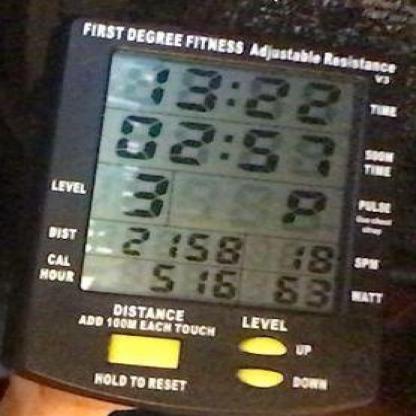 FIRST DEGREE FITNESS Adjustable Resistance
V3
13:22 TIME
02:57 500M TIME
LEVEL 3 P PULSE
DIST 2158 18 SPM
CAL HOUR 516 63 WATT
DISTANCE
ADD 100M EACH TOUCH
HOLD TO RESET
LEVEL
UP
DOWN